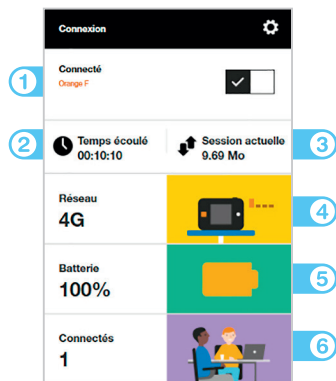 Connexion
1
Connecté
Orange F
2
Temps écoulé
00:10:10
Session actuelle
9.69 Mo
3
Réseau
4G
4
Batterie
100%
5
Connectés
1
6